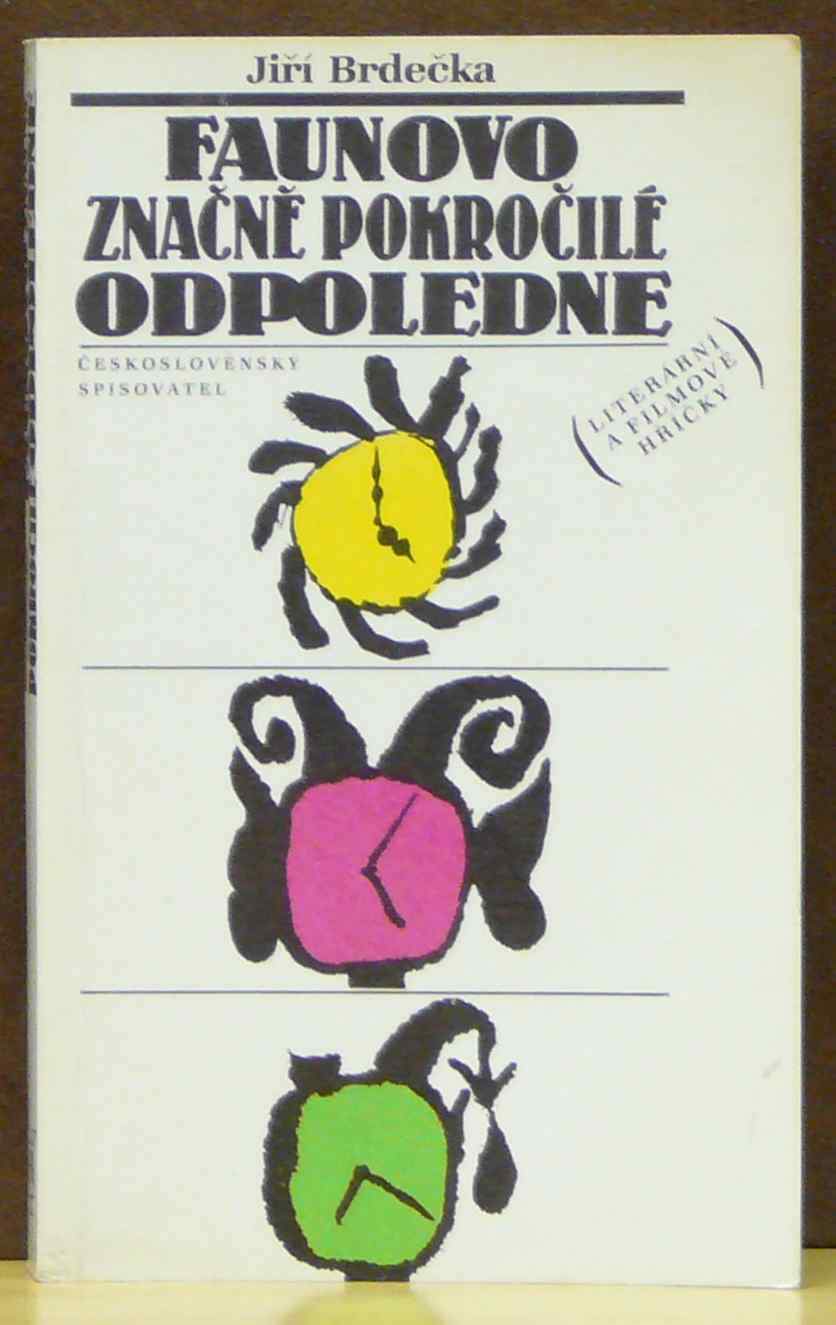 Jiří Brdečka
FAUNOVO
ZNAČNĚ POKROČILÉ
ODPOLEDNE
ČESKOSLOVENSKÝ
SPISOVATEL
(LITERÁRNÍ
A FILMOVÉ
HŘÍČKY)